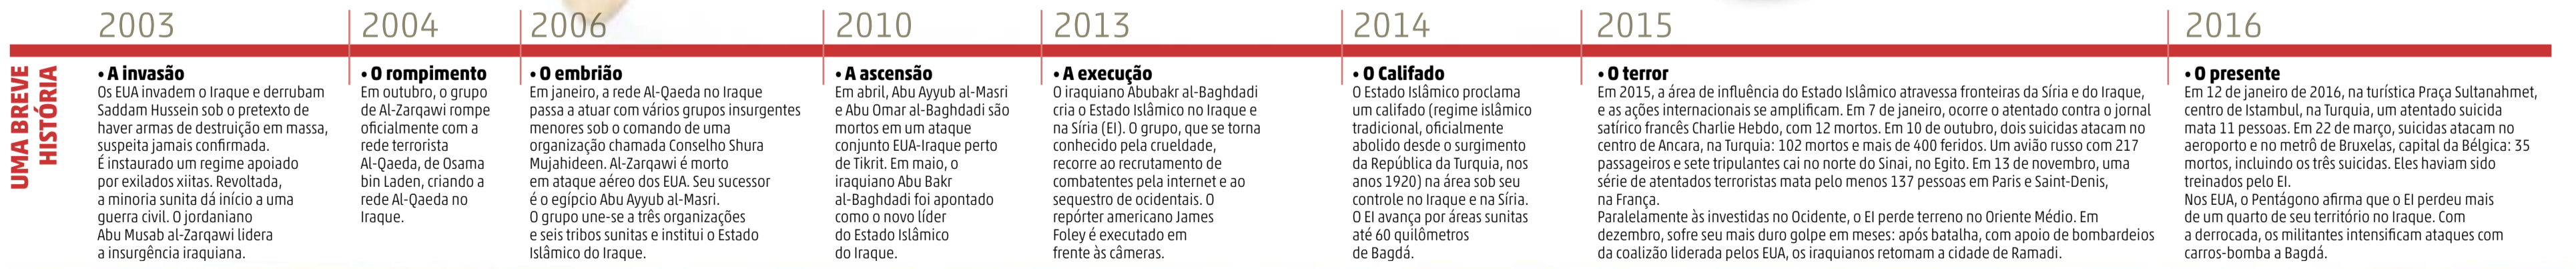 UMA BREVE
HISTÓRIA
2003
• A invasão
Os EUA invadem o Iraque e derrubam
Saddam Hussein sob o pretexto de
haver armas de destruição em massa,
suspeita jamais confirmada.
É instaurado um regime apoiado
por exilados xiitas. Revoltada,
a minoria sunita dá início a uma
guerra civil. O jordaniano
Abu Musab al-Zarqawi lidera
a insurgência iraquiana.
2004
• O rompimento
Em outubro, o grupo
de Al-Zarqawi rompe
oficialmente com a
rede terrorista
Al-Qaeda, de Osama
bin Laden, criando a
rede Al-Qaeda no
Iraque.
2006
• O embrião
Em janeiro, a rede Al-Qaeda no Iraque
passa a atuar com vários grupos insurgentes
menores sob o comando de uma
organização chamada Conselho Shura
Mujahideen. Al-Zarqawi é morto
em ataque aéreo dos EUA. Seu sucessor
é o egípcio Abu Ayyub al-Masri.
O grupo une-se a três organizações
e seis tribos sunitas e institui o Estado
Islâmico do Iraque.
2010
• A ascensão
Em abril, Abu Ayyub al-Masri
e Abu Omar al-Baghdadi são
mortos em um ataque
conjunto EUA-Iraque perto
de Tikrit. Em maio, o
iraquiano Abu Bakr
al-Baghdadi foi apontado
como o novo líder
do Estado Islâmico
do Iraque.
2013
• A execução
O iraquiano Abubakr al-Baghdadi
cria o Estado Islâmico no Iraque e
na Síria (EI). O grupo, que se torna
conhecido pela crueldade,
recorre ao recrutamento de
combatentes pela internet e ao
sequestro de ocidentais. O
repórter americano James
Foley é executado em
frente às câmeras.
2014
• O Califado
O Estado Islâmico proclama
um califado (regime islâmico
tradicional, oficialmente
abolido desde o surgimento
da República da Turquia, nos
anos 1920) na área sob seu
controle no Iraque e na Síria.
O EI avança por áreas sunitas
até 60 quilômetros
de Bagdá.
2015
• O terror
Em 2015, a área de influência do Estado Islâmico atravessa fronteiras da Síria e do Iraque,
e as ações internacionais se amplificam. Em 7 de janeiro, ocorre o atentado contra o jornal
satírico francês Charlie Hebdo, com 12 mortos. Em 10 de outubro, dois suicidas atacam no
centro de Ancara, na Turquia: 102 mortos e mais de 400 feridos. Um avião russo com 217
passageiros e sete tripulantes cai no norte do Sinai, no Egito. Em 13 de novembro, uma
série de atentados terroristas mata pelo menos 137 pessoas em Paris e Saint-Denis,
na França.
Paralelamente às investidas no Ocidente, o EI perde terreno no Oriente Médio. Em
dezembro, sofre seu mais duro golpe em meses: após batalha, com apoio de bombardeios
da coalizão liderada pelos EUA, os iraquianos retomam a cidade de Ramadi.
2016
• O presente
Em 12 de janeiro de 2016, na turística Praça Sultanahmet,
centro de Istambul, na Turquia, um atentado suicida
mata 11 pessoas. Em 22 de março, suicidas atacam no
aeroporto e no metrô de Bruxelas, capital da Bélgica: 35
mortos, incluindo os três suicidas. Eles haviam sido
treinados pelo EI.
Nos EUA, o Pentágono afirma que o EI perdeu mais
de um quarto de seu território no Iraque. Com
a derrocada, os militantes intensificam ataques com
carros-bomba a Bagdá.